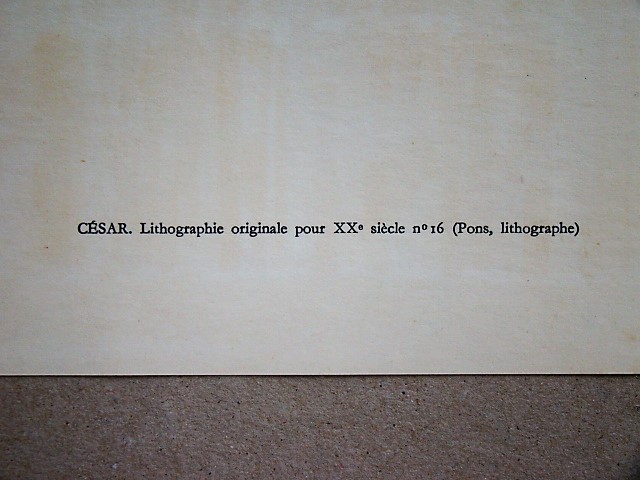 CÉSAR. Lithographie originale pour XXᵉ siècle nº 16 (Pons, lithographe)